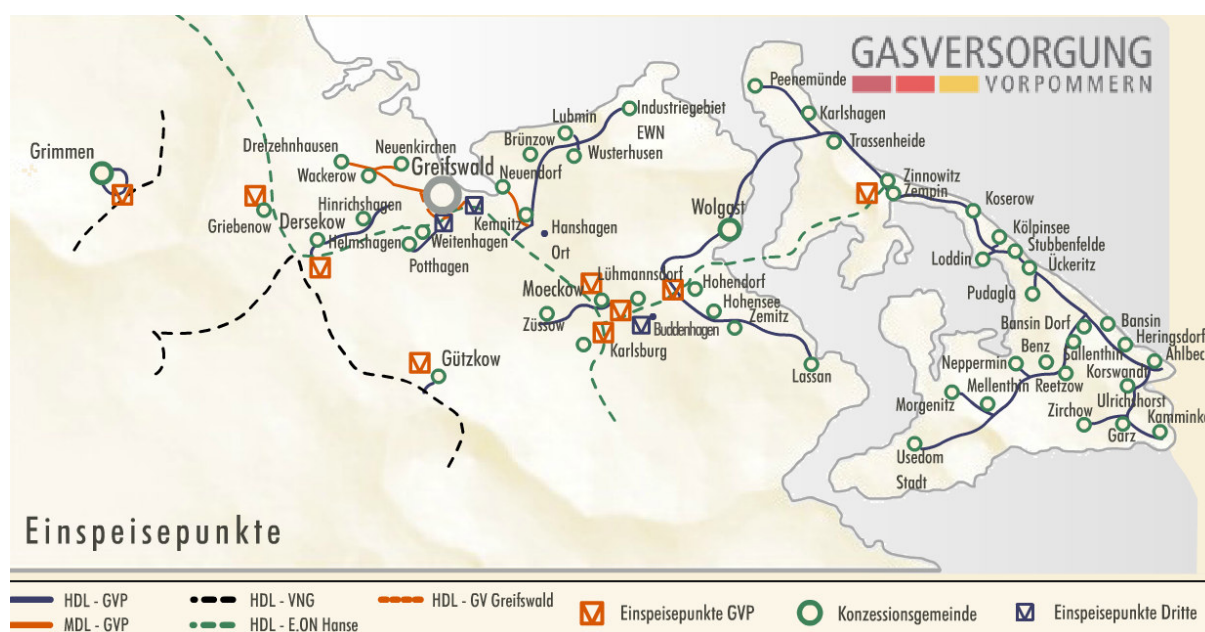 GASVERSORGUNG
VORPOMMERN
Peenemünde
Karlshagen
Trassenheide
Industriegebiet
EWN
Lubmin
Wusterhusen
Brünzow
Neuendorf
Dreizehnhausen
Neuenkirchen
Wackerow
Greifswald
Grimmen
Griebenow
Hinrichshagen
Dersekow
Helmshagen
Weitenhagen
Potthagen
Kemnitz
Hanshagen
Ort
Wolgast
Zinnowitz
Zempin
Koserow
Kölpinsee
Stubbenfelde
Loddin
Ückeritz
Pudagla
Lühmannsdorf
Moeckow
Züssow
Karlsburg
Buddenhagen
Hohendorf
Hohensee
Zemitz
Lassan
Gützkow
Bansin Dorf
Bansin
Heringsdorf
Ahlbec
Benz
Sallenthin
Korswandt
Neppermin
Mellenthin
Reetzow
Ulrichshorst
Morgenitz
Zirchow
Garz
Kamminke
Usedom
Stadt
Einspeisepunkte
HDL - GVP
HDL - VNG
HDL - GV Greifswald
Einspeisepunkte GVP
Konzessionsgemeinde
Einspeisepunkte Dritte
MDL - GVP
HDL - E.ON Hanse